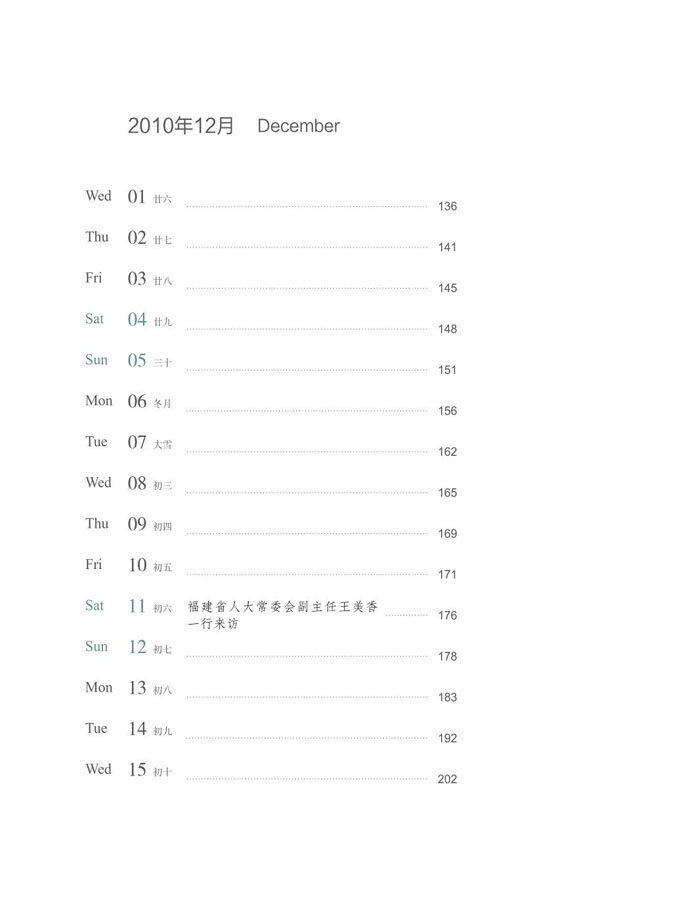 2010年12月 December
Wed 01 廿六 136
Thu 02 廿七 141
Fri 03 廿八 145
Sat 04 廿九 148
Sun 05 三十 151
Mon 06 冬月 156
Tue 07 大雪 162
Wed 08 初三 165
Thu 09 初四 169
Fri 10 初五 171
Sat 11 初六 福建省人大常委会副主任王美香 176
一行来访
Sun 12 初七 178
Mon 13 初八 183
Tue 14 初九 192
Wed 15 初十 202